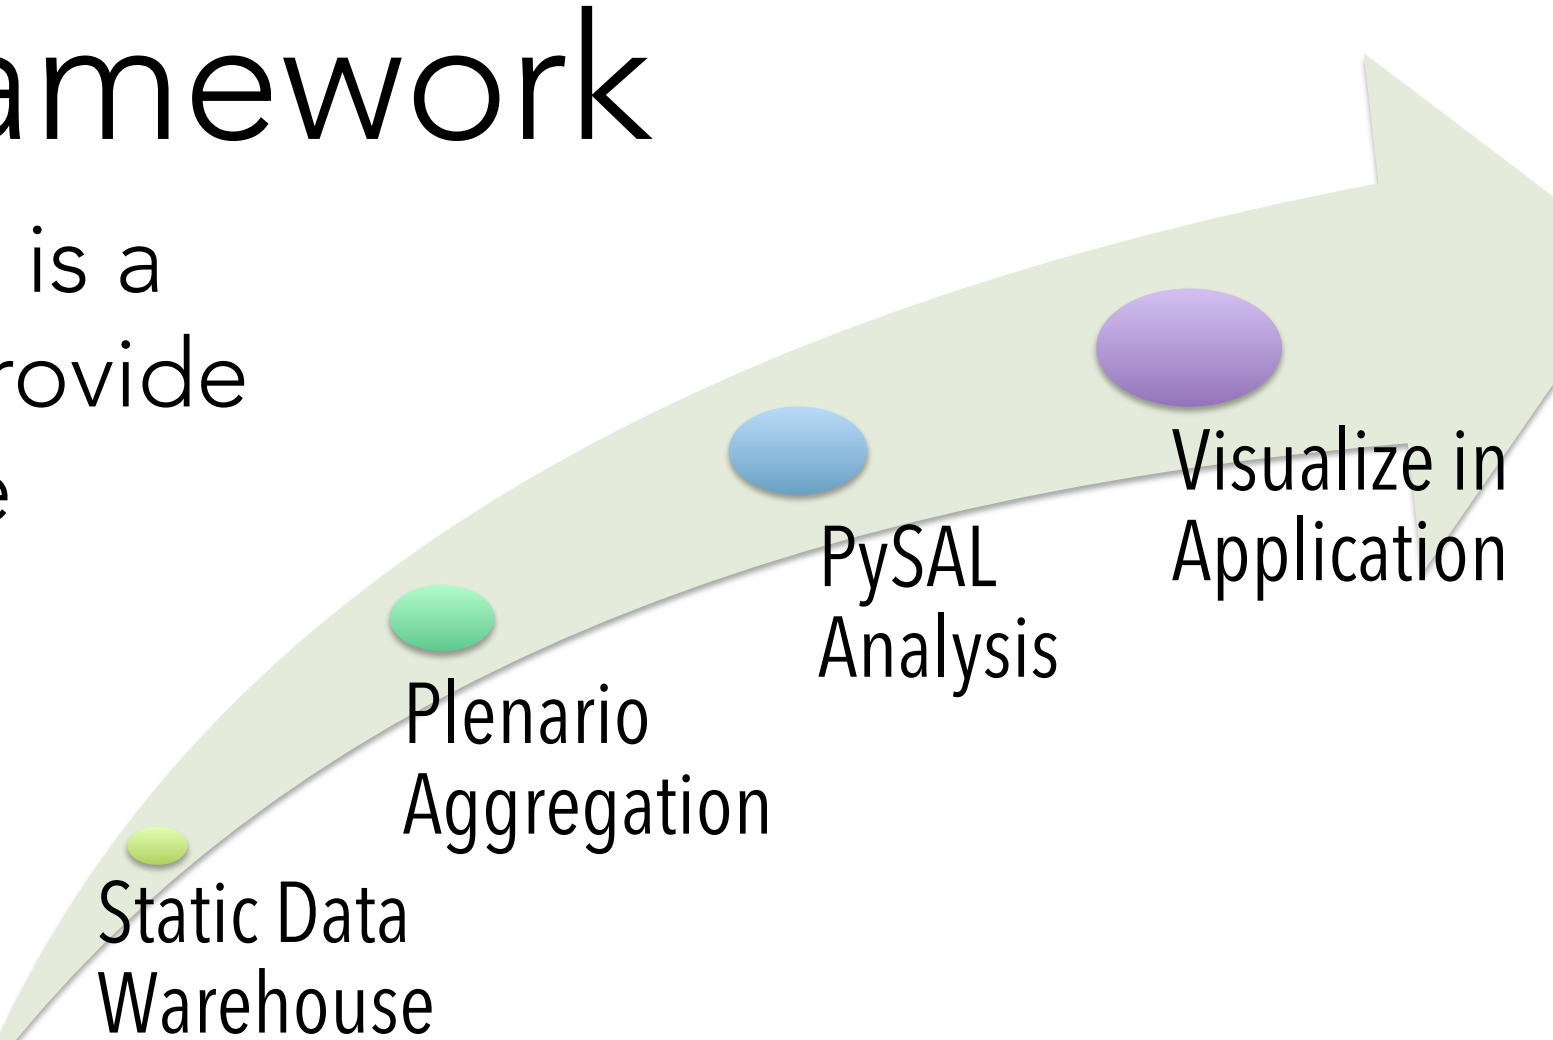 amework
is a
rovide
e
Visualize in
Application
PySAL
Analysis
Plenario
Aggregation
Static Data
Warehouse